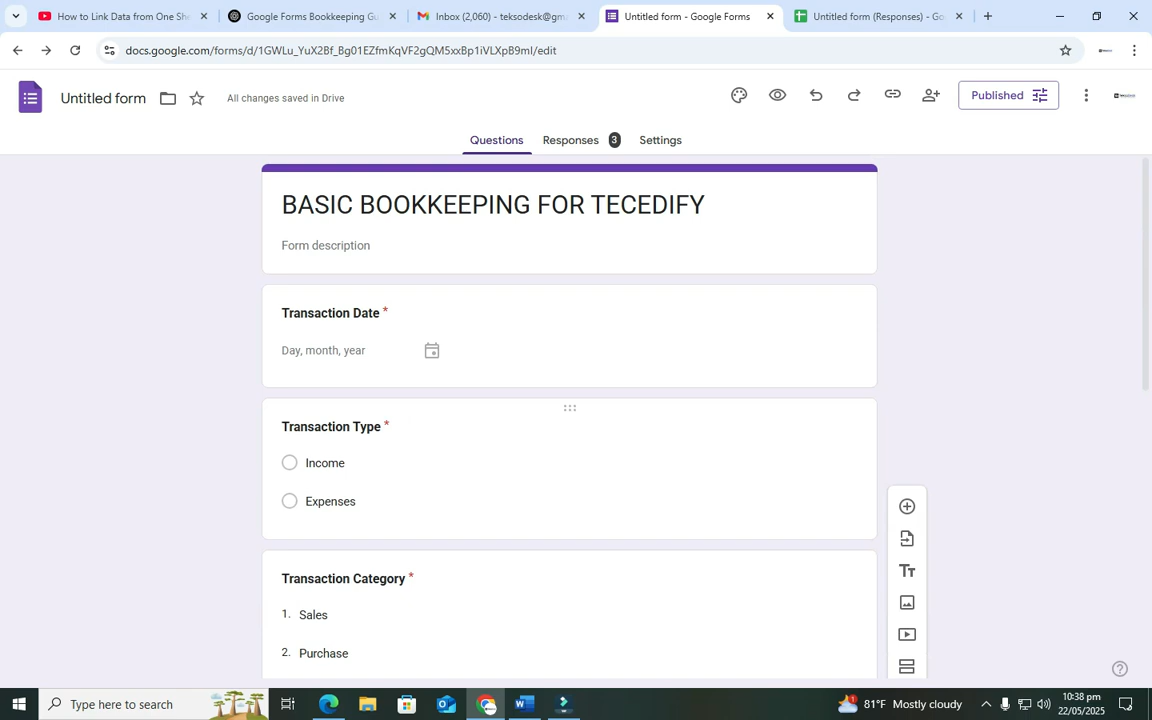 How to Link Data from One She
Google Forms Bookkeeping Gu
Inbox (2,060) - teksodesk@gm
Untitled form - Google Forms
Untitled form (Responses) - Go
docs.google.com/forms/d/1GWLu_YuX2Bf_Bg01EZfmKqVF2gQM5xxBp1iVLXpB9mI/edit
Untitled form
All changes saved in Drive
Published
Questions
Responses 3
Settings
BASIC BOOKKEEPING FOR TECEDIFY
Form description
Transaction Date *
Day, month, year
Transaction Type *
Income
Expenses
Transaction Category *
1. Sales
2. Purchase
Type here to search
81°F Mostly cloudy
10:38 pm
22/05/2025